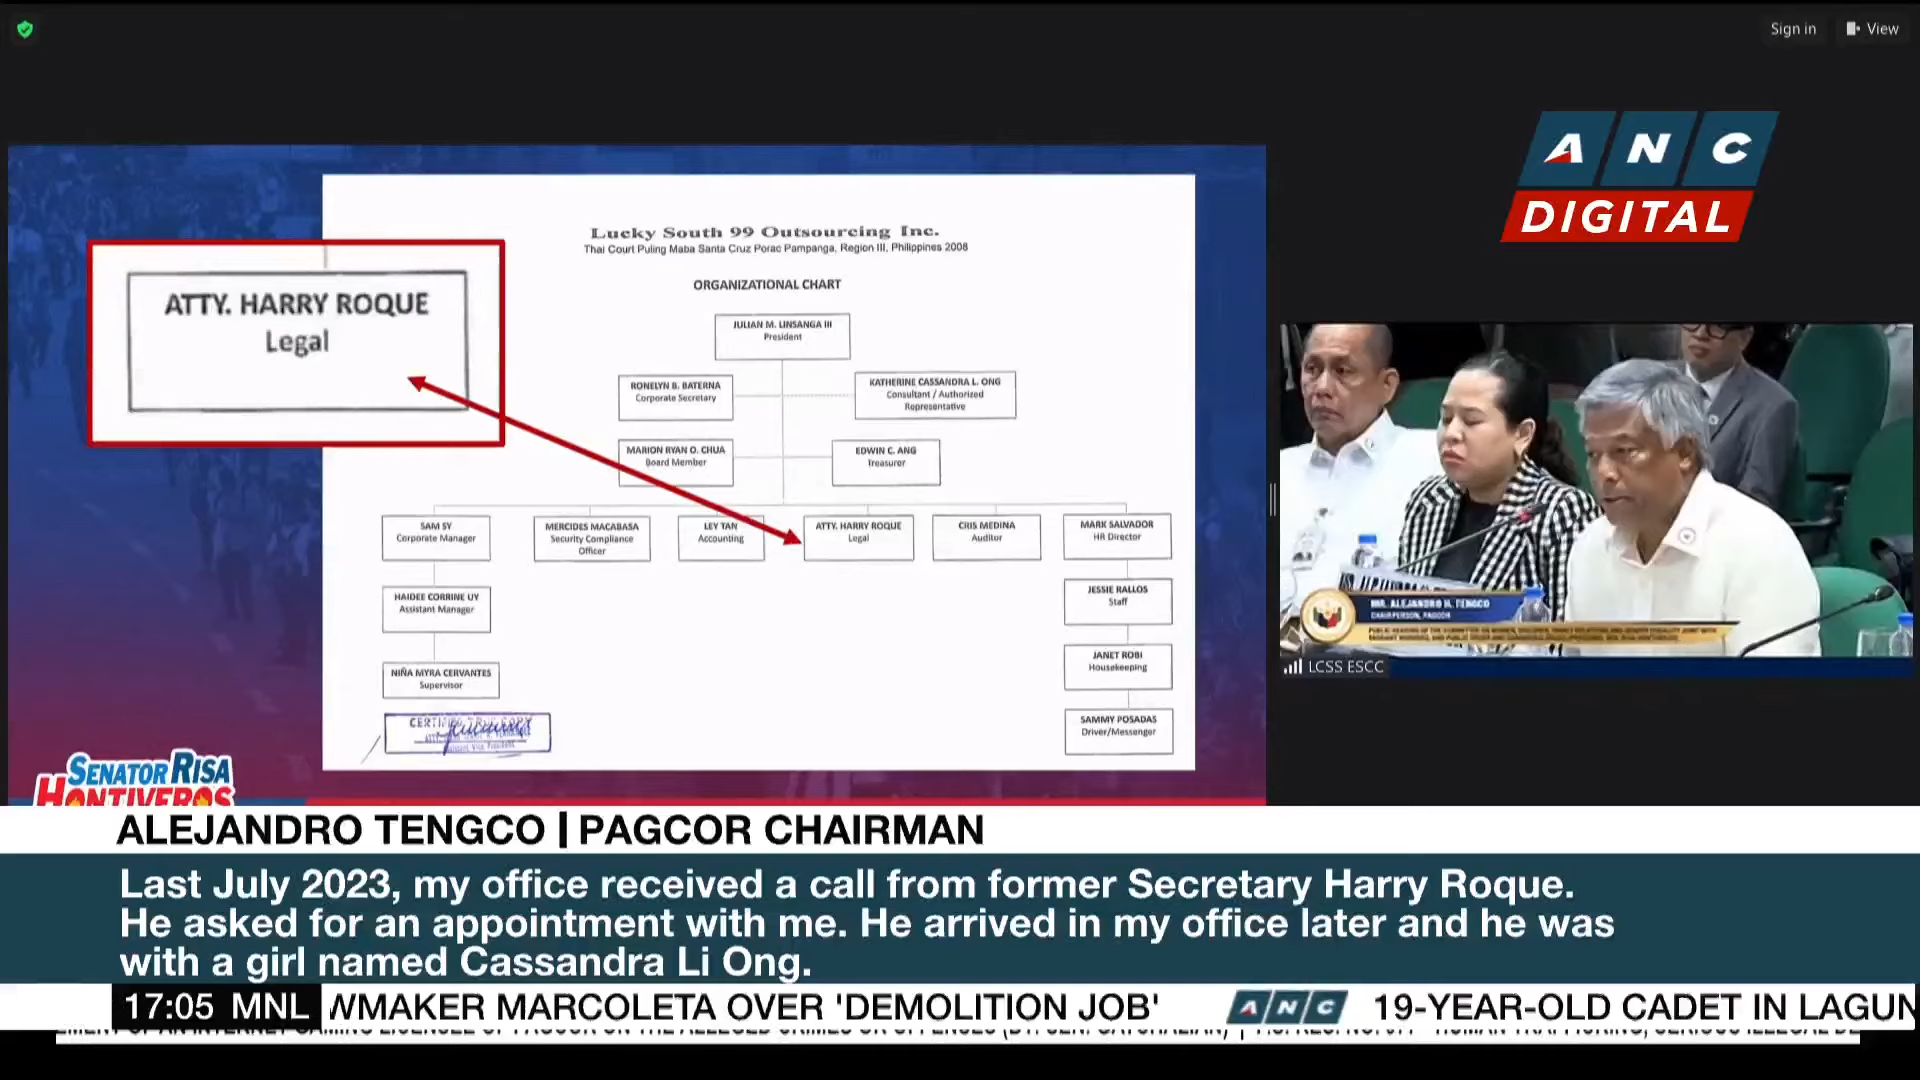 Sign in
View
ANC
DIGITAL
Lucky South 99 Outsourcing Inc.
Thai Court Puling Maba Santa Cruz Porac Pampanga, Region III, Philippines 2008
ORGANIZATIONAL CHART
ATTY. HARRY ROQUE
Legal
JULIAN M. LINSANGA III
President
RONELYN B. BATERNA
Corporate Secretary
KATHERINE CASSANDRA L. ONG
Consultant / Authorized
Representative
MARION RYAN O. CHUA
Board Member
EDWIN C. ANG
Treasurer
SAM SY
Corporate Manager
MERCIDES MACABASA
Security Compliance
Officer
LEY TAN
Accounting
ATTY. HARRY ROQUE
Legal
CRIS MEDINA
Auditor
MARK SALVADOR
HR Director
HAIDEE CORRINE UY
Assistant Manager
JESSIE RALLOS
Staff
NIÑA MYRA CERVANTES
Supervisor
JANET ROBI
Housekeeping
SAMMY POSADAS
Driver/Messenger
CERTIFIED TRUE COPY
MR. ALEJANDRO H. TENGCO
CHAIRPERSON, PAGCOR
LCSS ESCC
SENATOR RISA
HONTIVEROS
ALEJANDRO TENGCO | PAGCOR CHAIRMAN
Last July 2023, my office received a call from former Secretary Harry Roque.
He asked for an appointment with me. He arrived in my office later and he was
with a girl named Cassandra Li Ong.
17:05 MNL WMAKER MARCOLETA OVER 'DEMOLITION JOB' ANC 19-YEAR-OLD CADET IN LAGUN